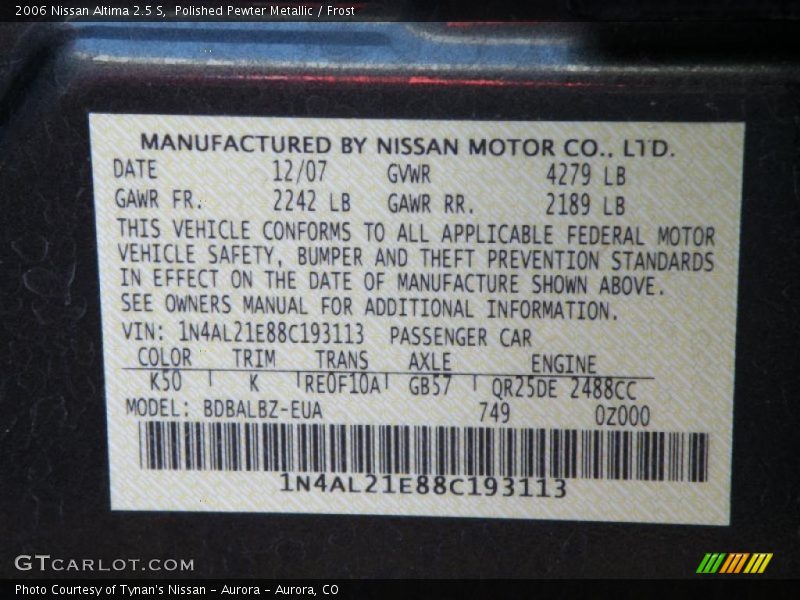 2006 Nissan Altima 2.5 S, Polished Pewter Metallic / Frost
MANUFACTURED BY NISSAN MOTOR CO., LTD.
DATE 12/07 GVWR 4279 LB
GAWR FR. 2242 LB GAWR RR. 2189 LB
THIS VEHICLE CONFORMS TO ALL APPLICABLE FEDERAL MOTOR
VEHICLE SAFETY, BUMPER AND THEFT PREVENTION STANDARDS
IN EFFECT ON THE DATE OF MANUFACTURE SHOWN ABOVE.
SEE OWNERS MANUAL FOR ADDITIONAL INFORMATION.
VIN: 1N4AL21E88C193113 PASSENGER CAR
COLOR TRIM TRANS AXLE ENGINE
K50 K RE0F10A GB57 QR25DE 2488CC
MODEL: BDBALBZ-EUA 749 0Z000
1N4AL21E88C193113
GTCARLOT.COM
Photo Courtesy of Tynan's Nissan - Aurora - Aurora, CO